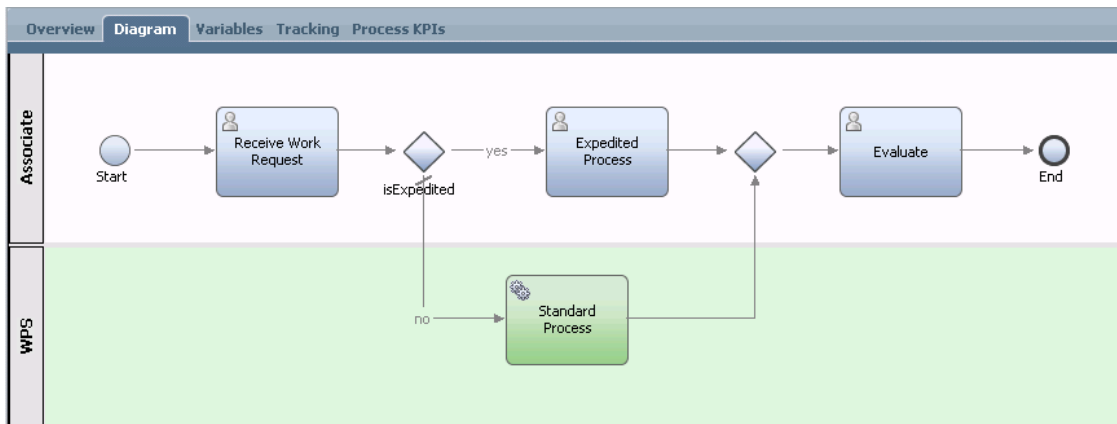 Overview Diagram Variables Tracking Process KPIs
Associate
Start
Receive Work
Request
isExpedited
yes
Expedited
Process
Evaluate
End
WPS
no
Standard
Process